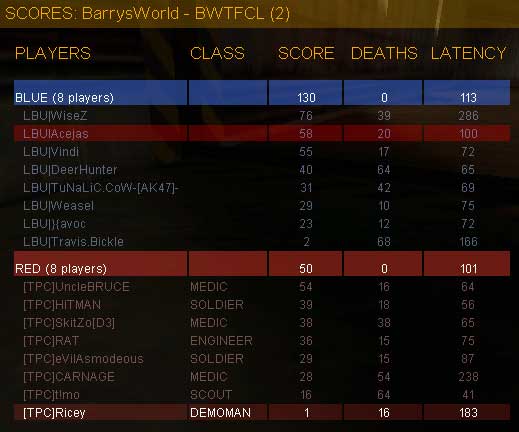 SCORES: BarrysWorld - BWTFCL (2)
PLAYERS CLASS SCORE DEATHS LATENCY
BLUE (8 players) 130 0 113
LBU|WiseZ 76 39 286
LBU|Acejas 58 20 100
LBU|Vindi 55 17 72
LBU|DeerHunter 40 64 65
LBU|TuNaLiC.CoW-[AK47]- 31 42 69
LBU|Weasel 29 10 75
LBU|}{avoc 23 12 72
LBU|Travis.Bickle 2 68 166
RED (8 players) 50 0 101
[TPC]UncleBRUCE MEDIC 54 16 64
[TPC]HITMAN SOLDIER 39 18 56
[TPC]SkitZo[D3] MEDIC 38 38 65
[TPC]RAT ENGINEER 36 15 75
[TPC]eVilAsmodeous SOLDIER 29 15 87
[TPC]CARNAGE MEDIC 28 54 238
[TPC]t!mo SCOUT 16 64 41
[TPC]Ricey DEMOMAN 1 16 183